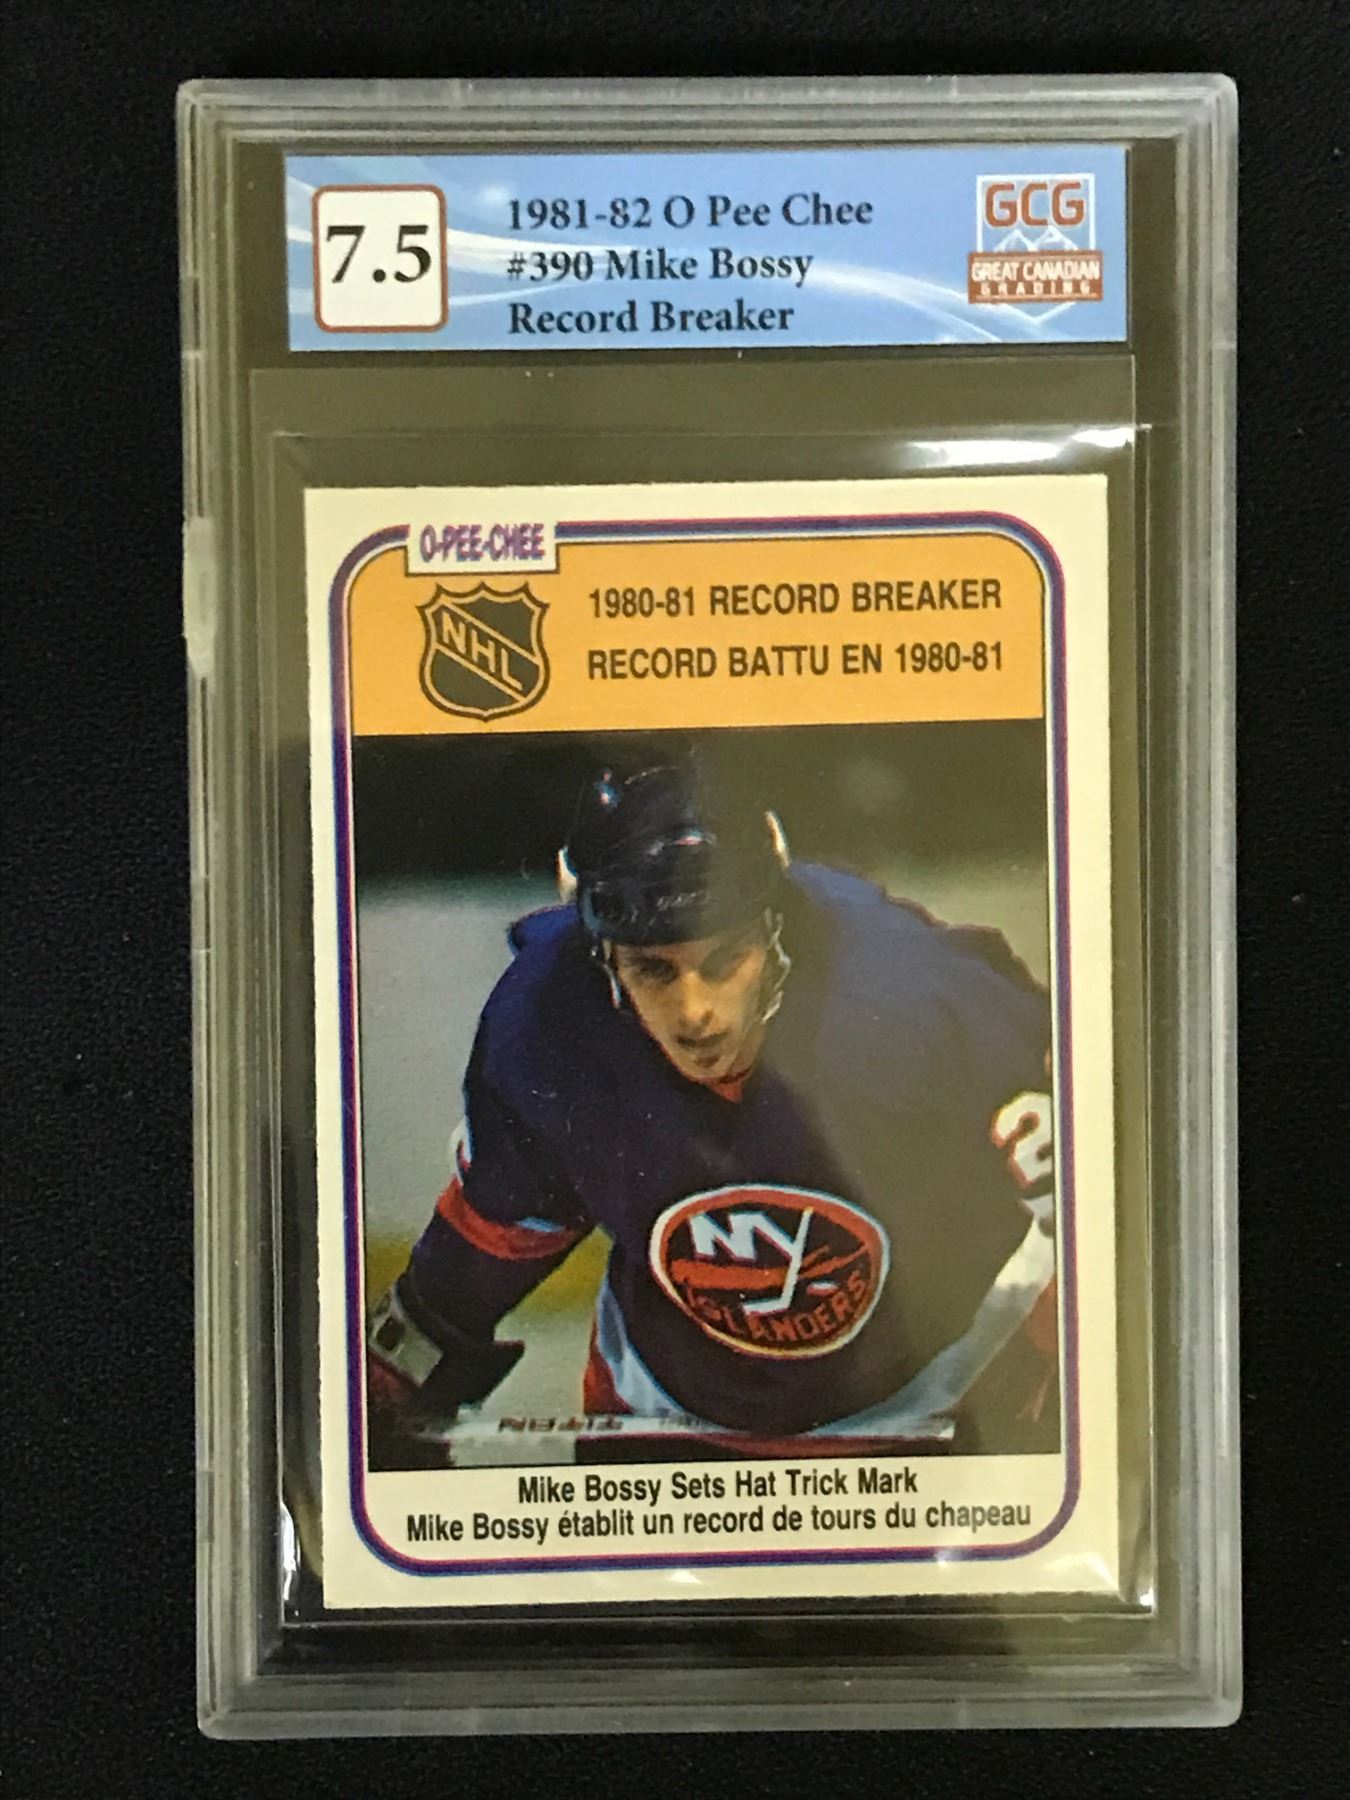 7.5
1981-82 O Pee Chee
#390 Mike Bossy
Record Breaker
GCG
GREAT CANADIAN
GRADING
O-PEE-CHEE
NHL
1980-81 RECORD BREAKER
RECORD BATTU EN 1980-81
2
NY
ISLANDERS
Mike Bossy Sets Hat Trick Mark
Mike Bossy établit un record de tours du chapeau